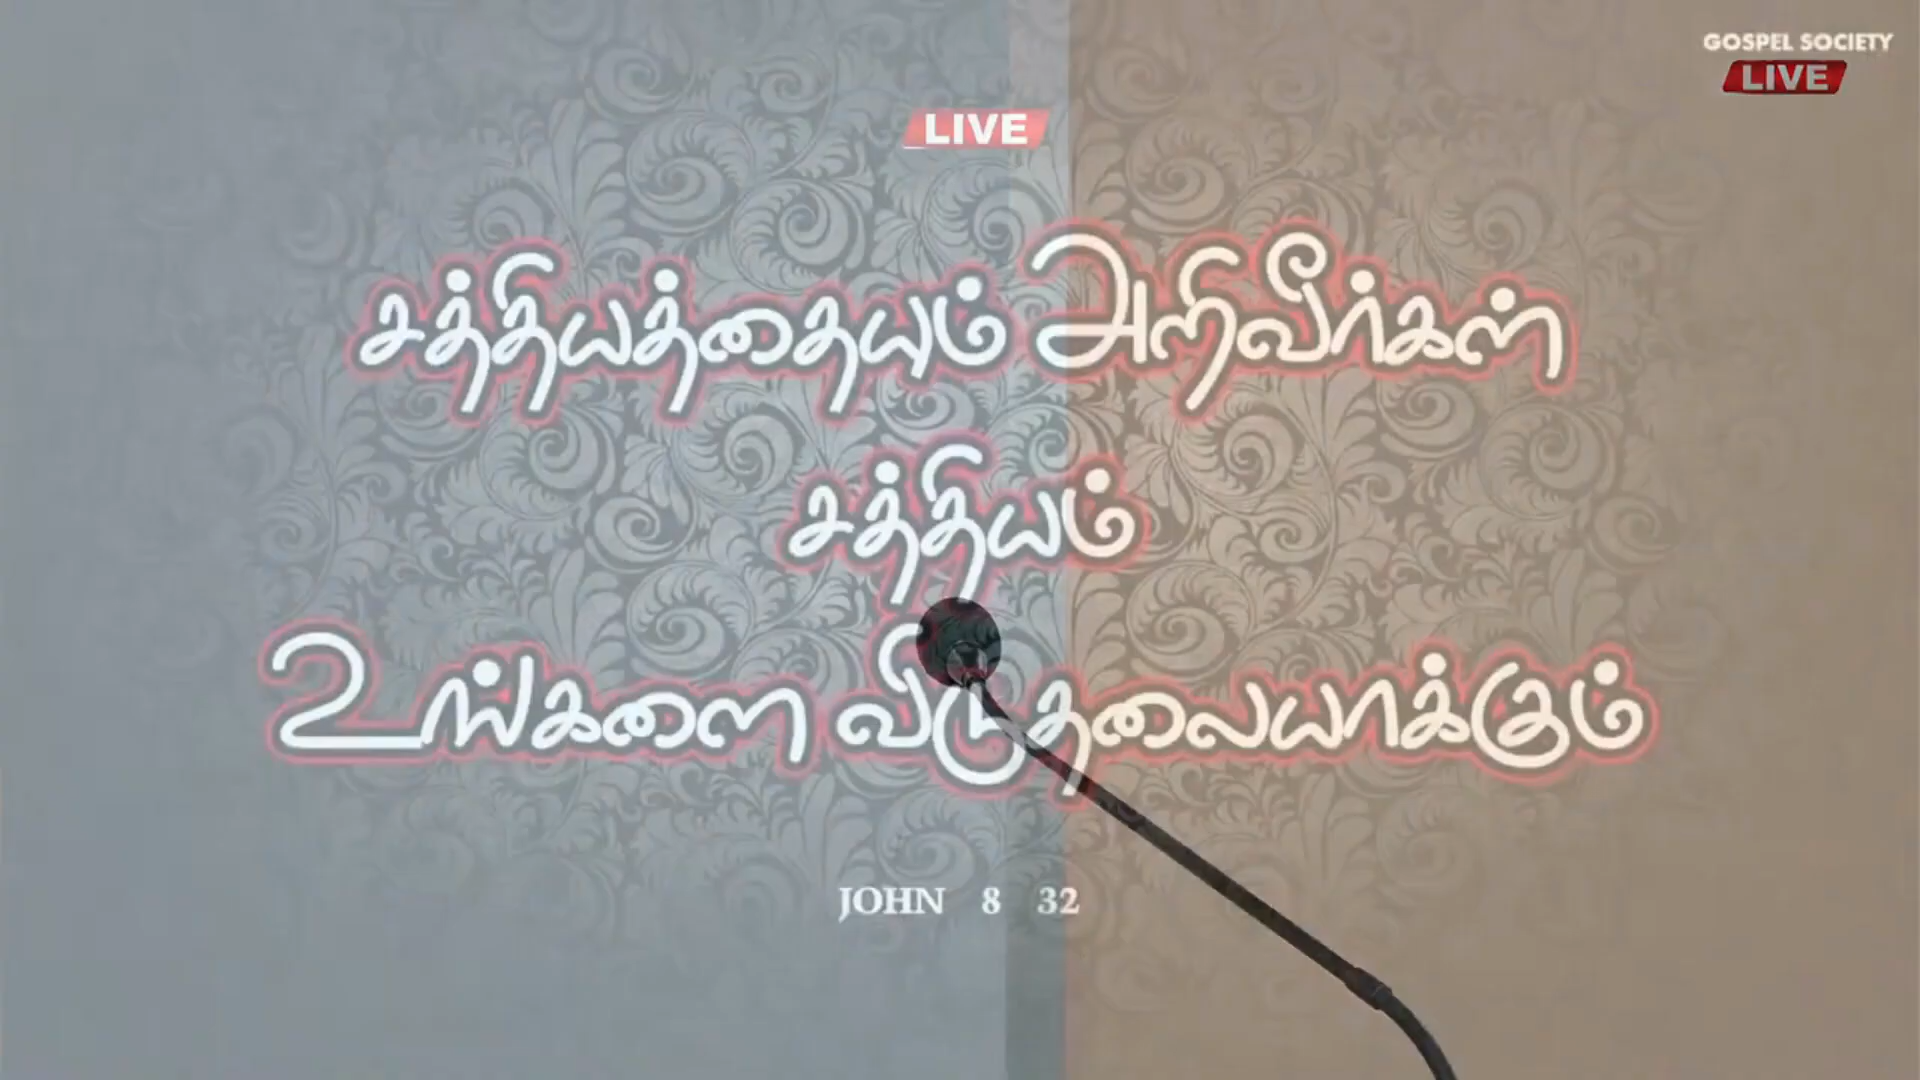 GOSPEL SOCIETY
LIVE
LIVE
சத்தியத்தையும் அறிவீர்கள்
சத்தியம்
உங்களை விடுதலையாக்கும்
JOHN 8 32